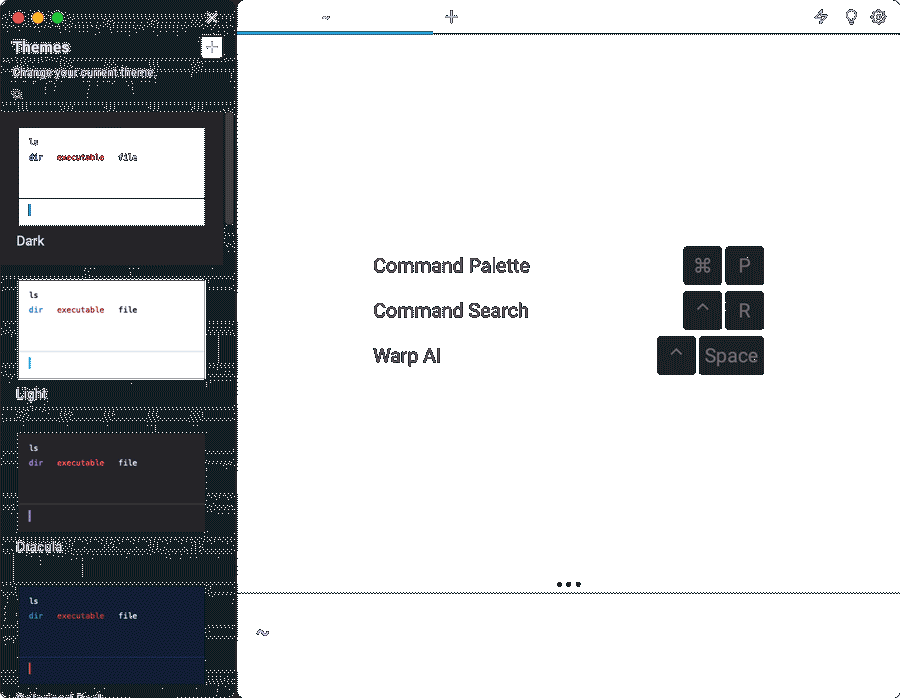 ~
Themes
Change your current theme.
ls
dir executable file
Dark
ls
dir executable file
Light
ls
dir executable file
Dracula
ls
dir executable file
Command Palette ⌘ P
Command Search ^ R
Warp AI ^ Space
~